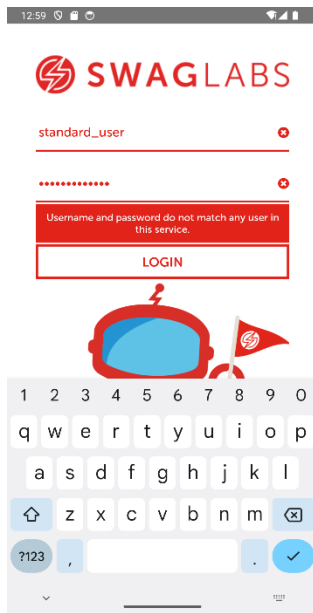 12:59
SWAGLABS
standard_user
•••••••••••••
Username and password do not match any user in
this service.
LOGIN
1 2 3 4 5 6 7 8 9 0
q w e r t y u i o p
a s d f g h j k l
z x c v b n m
?123 , .